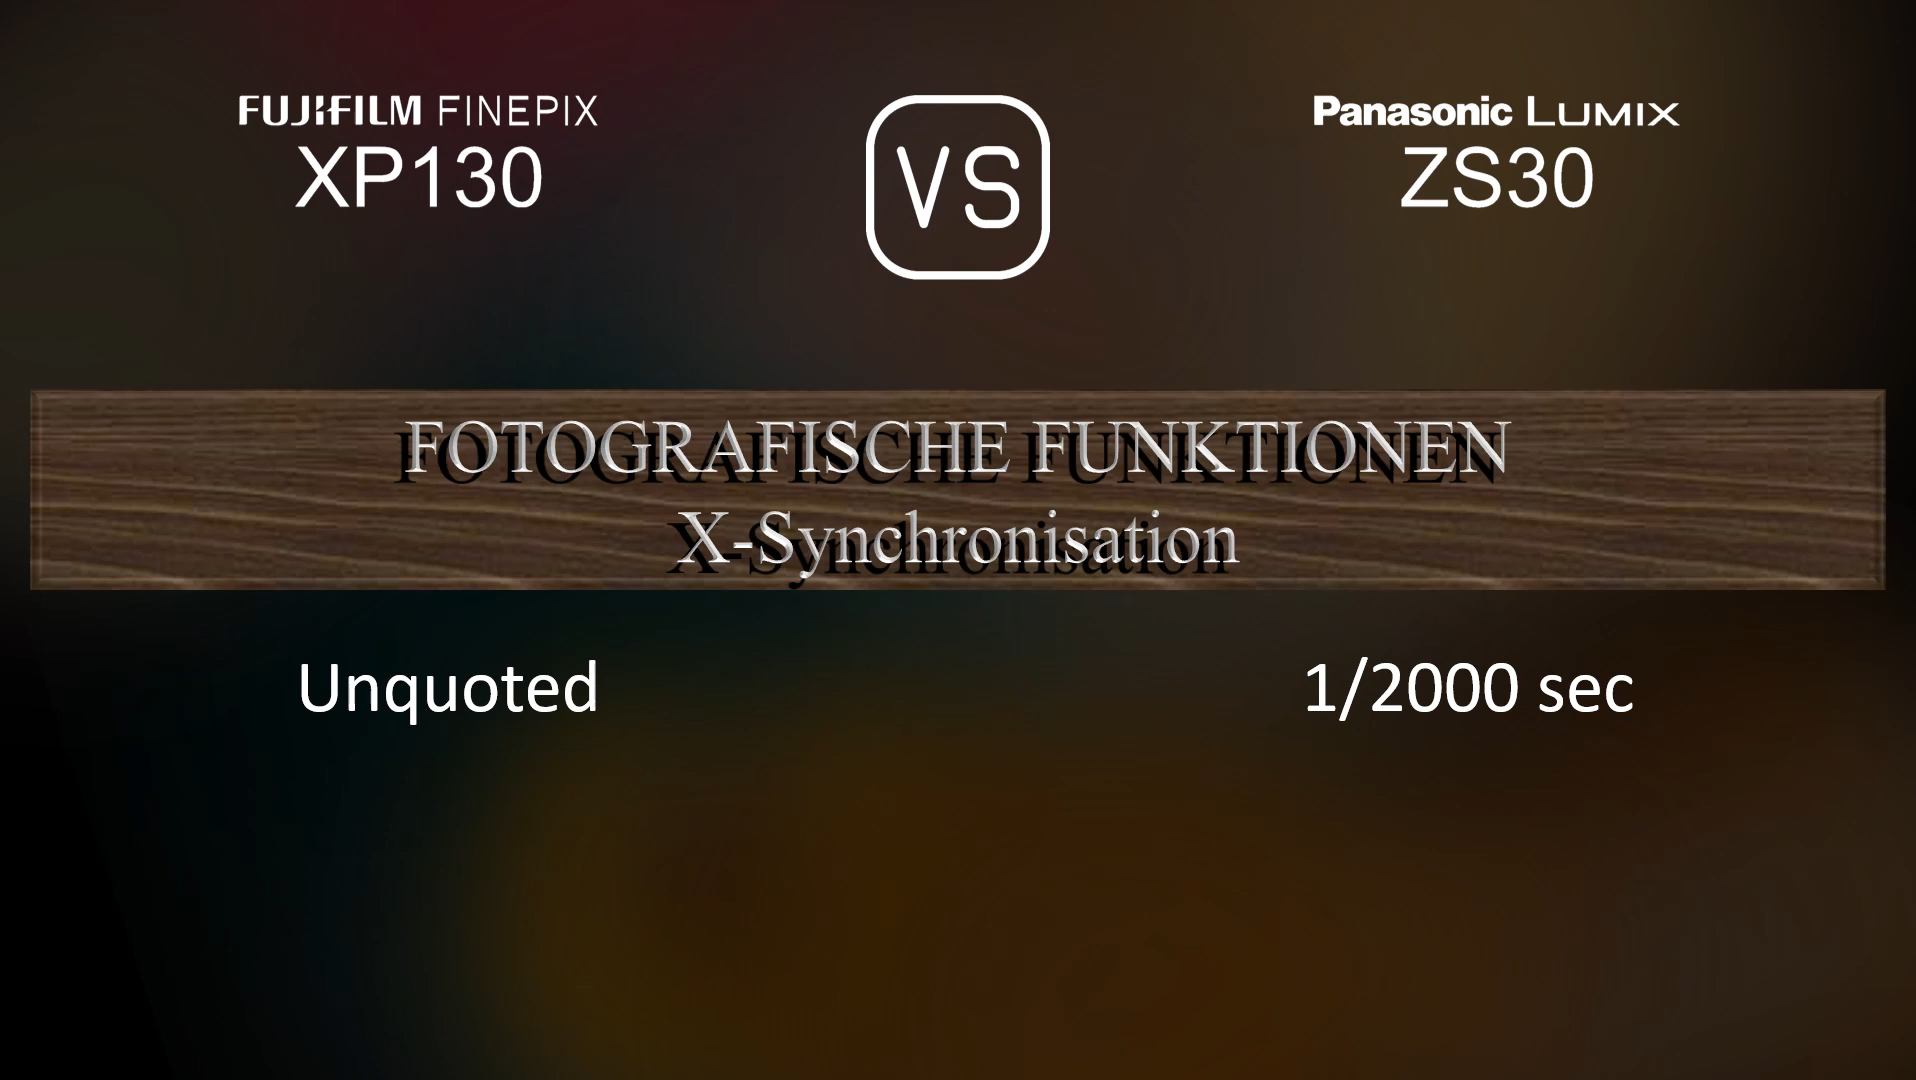 FUJIFILM FINEPIX
XP130
VS
Panasonic LUMIX
ZS30
FOTOGRAFISCHE FUNKTIONEN
X-Synchronisation
Unquoted
1/2000 sec